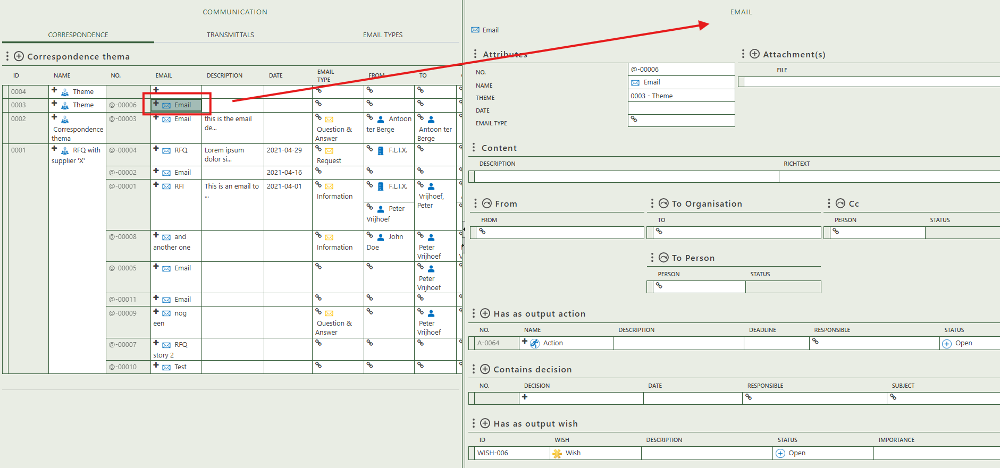 COMMUNICATION
CORRESPONDENCE TRANSMITTALS EMAIL TYPES
Correspondence thema
ID NAME NO. EMAIL DESCRIPTION DATE EMAIL TYPE FROM TO
0004 Theme
0003 Theme @-00006 Email
0002 Correspondence thema @-00003 Email this is the email de... Question & Answer Antoon ter Berge Antoon ter Berge
0001 RFQ with supplier 'X' @-00004 RFQ Lorem ipsum dolor si... 2021-04-29 Request F.L.I.X.
@-00002 Email 2021-04-16
@-00001 RFI This is an email to ... 2021-04-01 Information F.L.I.X. Vrijhoef, Peter
Peter Vrijhoef
@-00008 and another one Information John Doe Peter Vrijhoef
@-00005 Email Peter Vrijhoef
@-00011 Email
@-00009 nog een Question & Answer Peter Vrijhoef
@-00007 RFQ story 2
@-00010 Test
EMAIL
Email
Attributes
NO. @-00006
NAME Email
THEME 0003 - Theme
DATE
EMAIL TYPE
Attachment(s)
FILE
Content
DESCRIPTION RICHTEXT
From
FROM
To Organisation
TO
Cc
PERSON STATUS
To Person
PERSON STATUS
Has as output action
NO. NAME DESCRIPTION DEADLINE RESPONSIBLE STATUS
A-0064 Action Open
Contains decision
NO. DECISION DATE RESPONSIBLE SUBJECT
Has as output wish
ID WISH DESCRIPTION STATUS IMPORTANCE
WISH-006 Wish Open